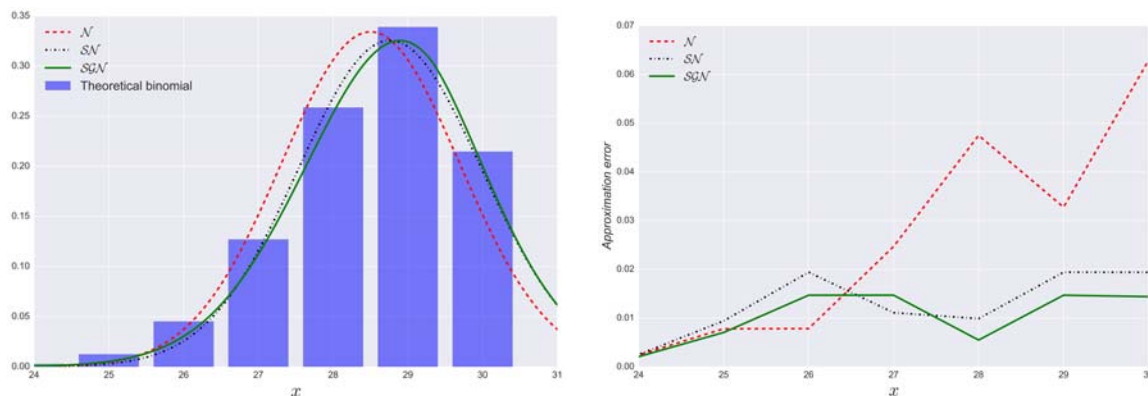 0.35
0.30
0.25
0.20
0.15
0.10
0.05
0.00
N
SN
SGN
Theoretical binomial
24 25 26 27 28 29 30 31
x
0.07
0.06
0.05
0.04
0.03
0.02
0.01
0.00
Approximation error
N
SN
SGN
24 25 26 27 28 29 30
x